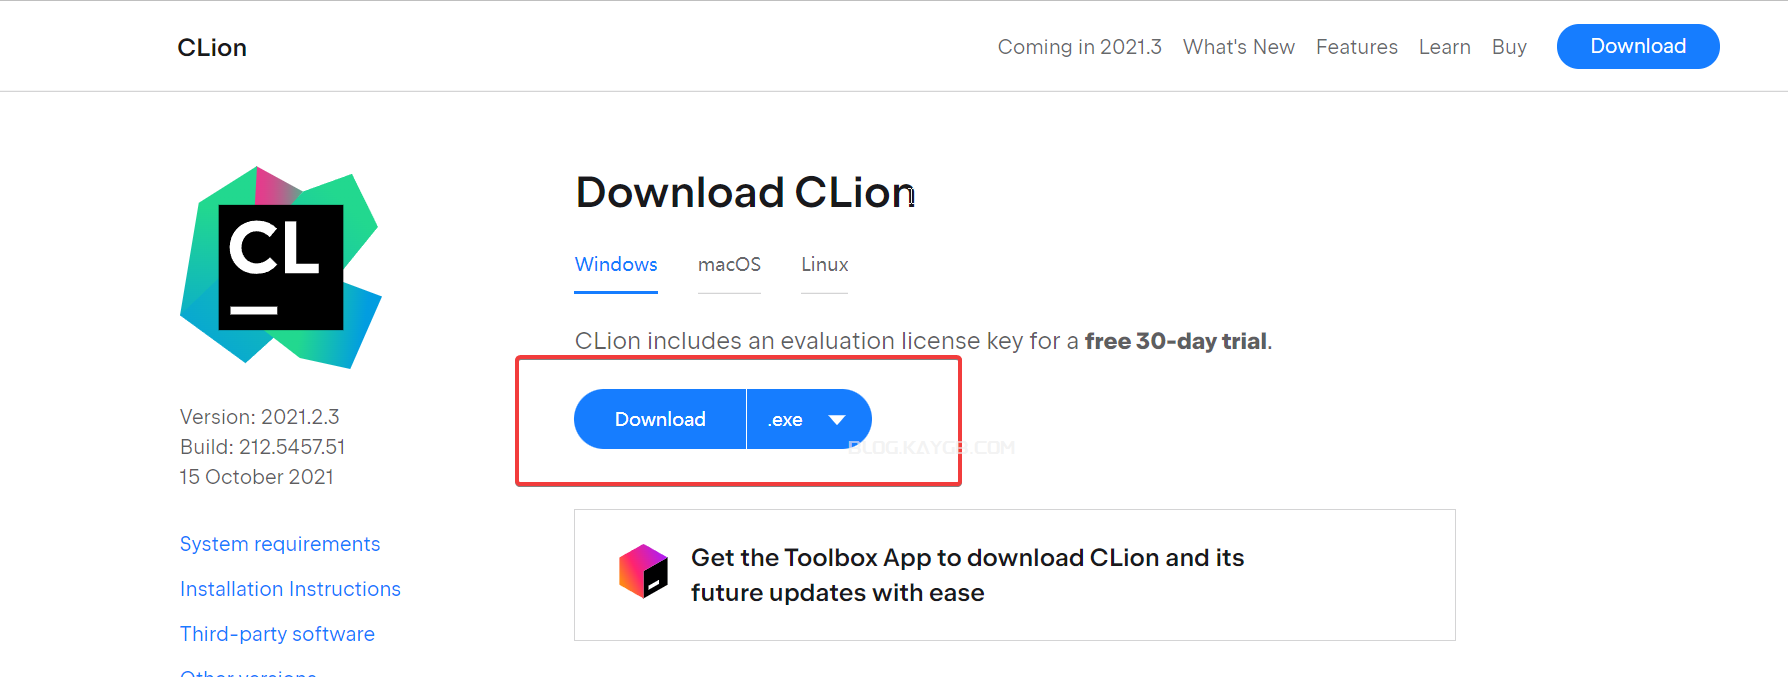 CLion
Coming in 2021.3 What's New Features Learn Buy Download
CL
Download CLion
Windows macOS Linux
CLion includes an evaluation license key for a free 30-day trial.
Download .exe
BLOG.KAYGB.COM
Version: 2021.2.3
Build: 212.5457.51
15 October 2021
System requirements
Installation Instructions
Third-party software
Other versions
Get the Toolbox App to download CLion and its
future updates with ease